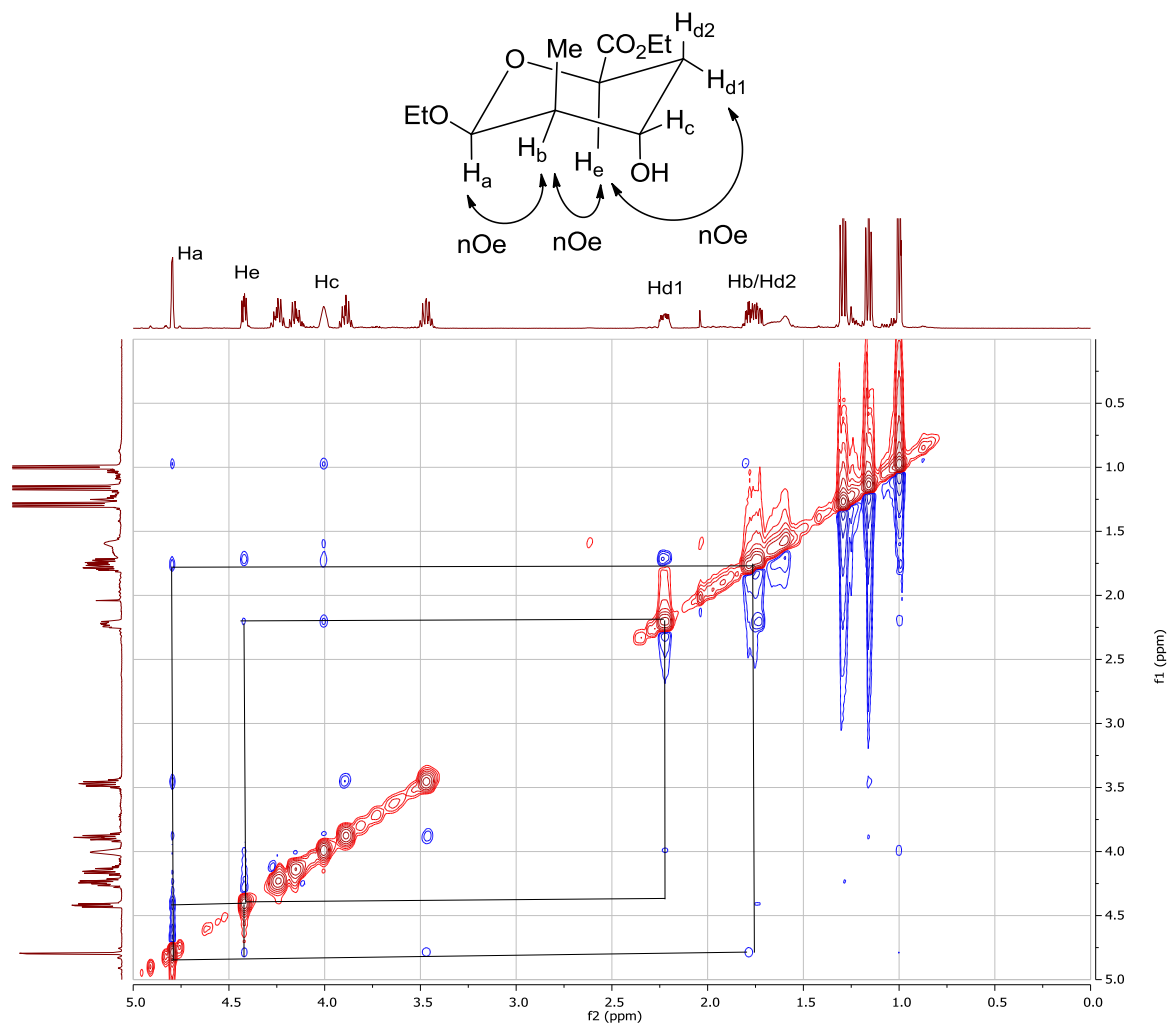 Hd2
Me
CO2Et
O
Hd1
EtO
Hc
Hb
He
OH
Ha
nOe
nOe
nOe
Ha
He
Hc
Hd1
Hb/Hd2
0.5
1.0
1.5
2.0
2.5
3.0
3.5
4.0
4.5
5.0
f1 (ppm)
5.0 4.5 4.0 3.5 3.0 2.5 2.0 1.5 1.0 0.5 0.0
f2 (ppm)